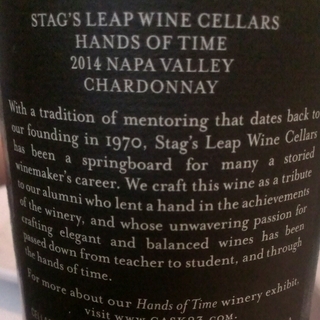 STAG'S LEAP WINE CELLARS
HANDS OF TIME
2014 NAPA VALLEY
CHARDONNAY
With a tradition of mentoring that dates back to
our founding in 1970, Stag's Leap Wine Cellars
has been a springboard for many a storied
winemaker's career. We craft this wine as a tribute
to our alumni who lent a hand in the achievements
of the winery, and whose unwavering passion for
crafting elegant and balanced wines has been
passed down from teacher to student, and through
the hands of time.
For more about our Hands of Time winery exhibit,
visit WWW.CASK23.COM.